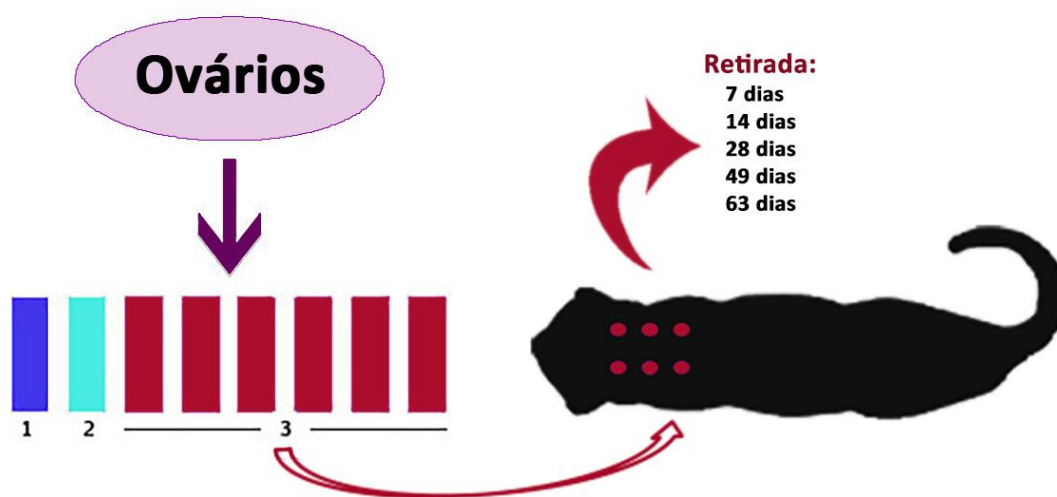 Ovários
Retirada:
7 dias
14 dias
28 dias
49 dias
63 dias
1
2
3